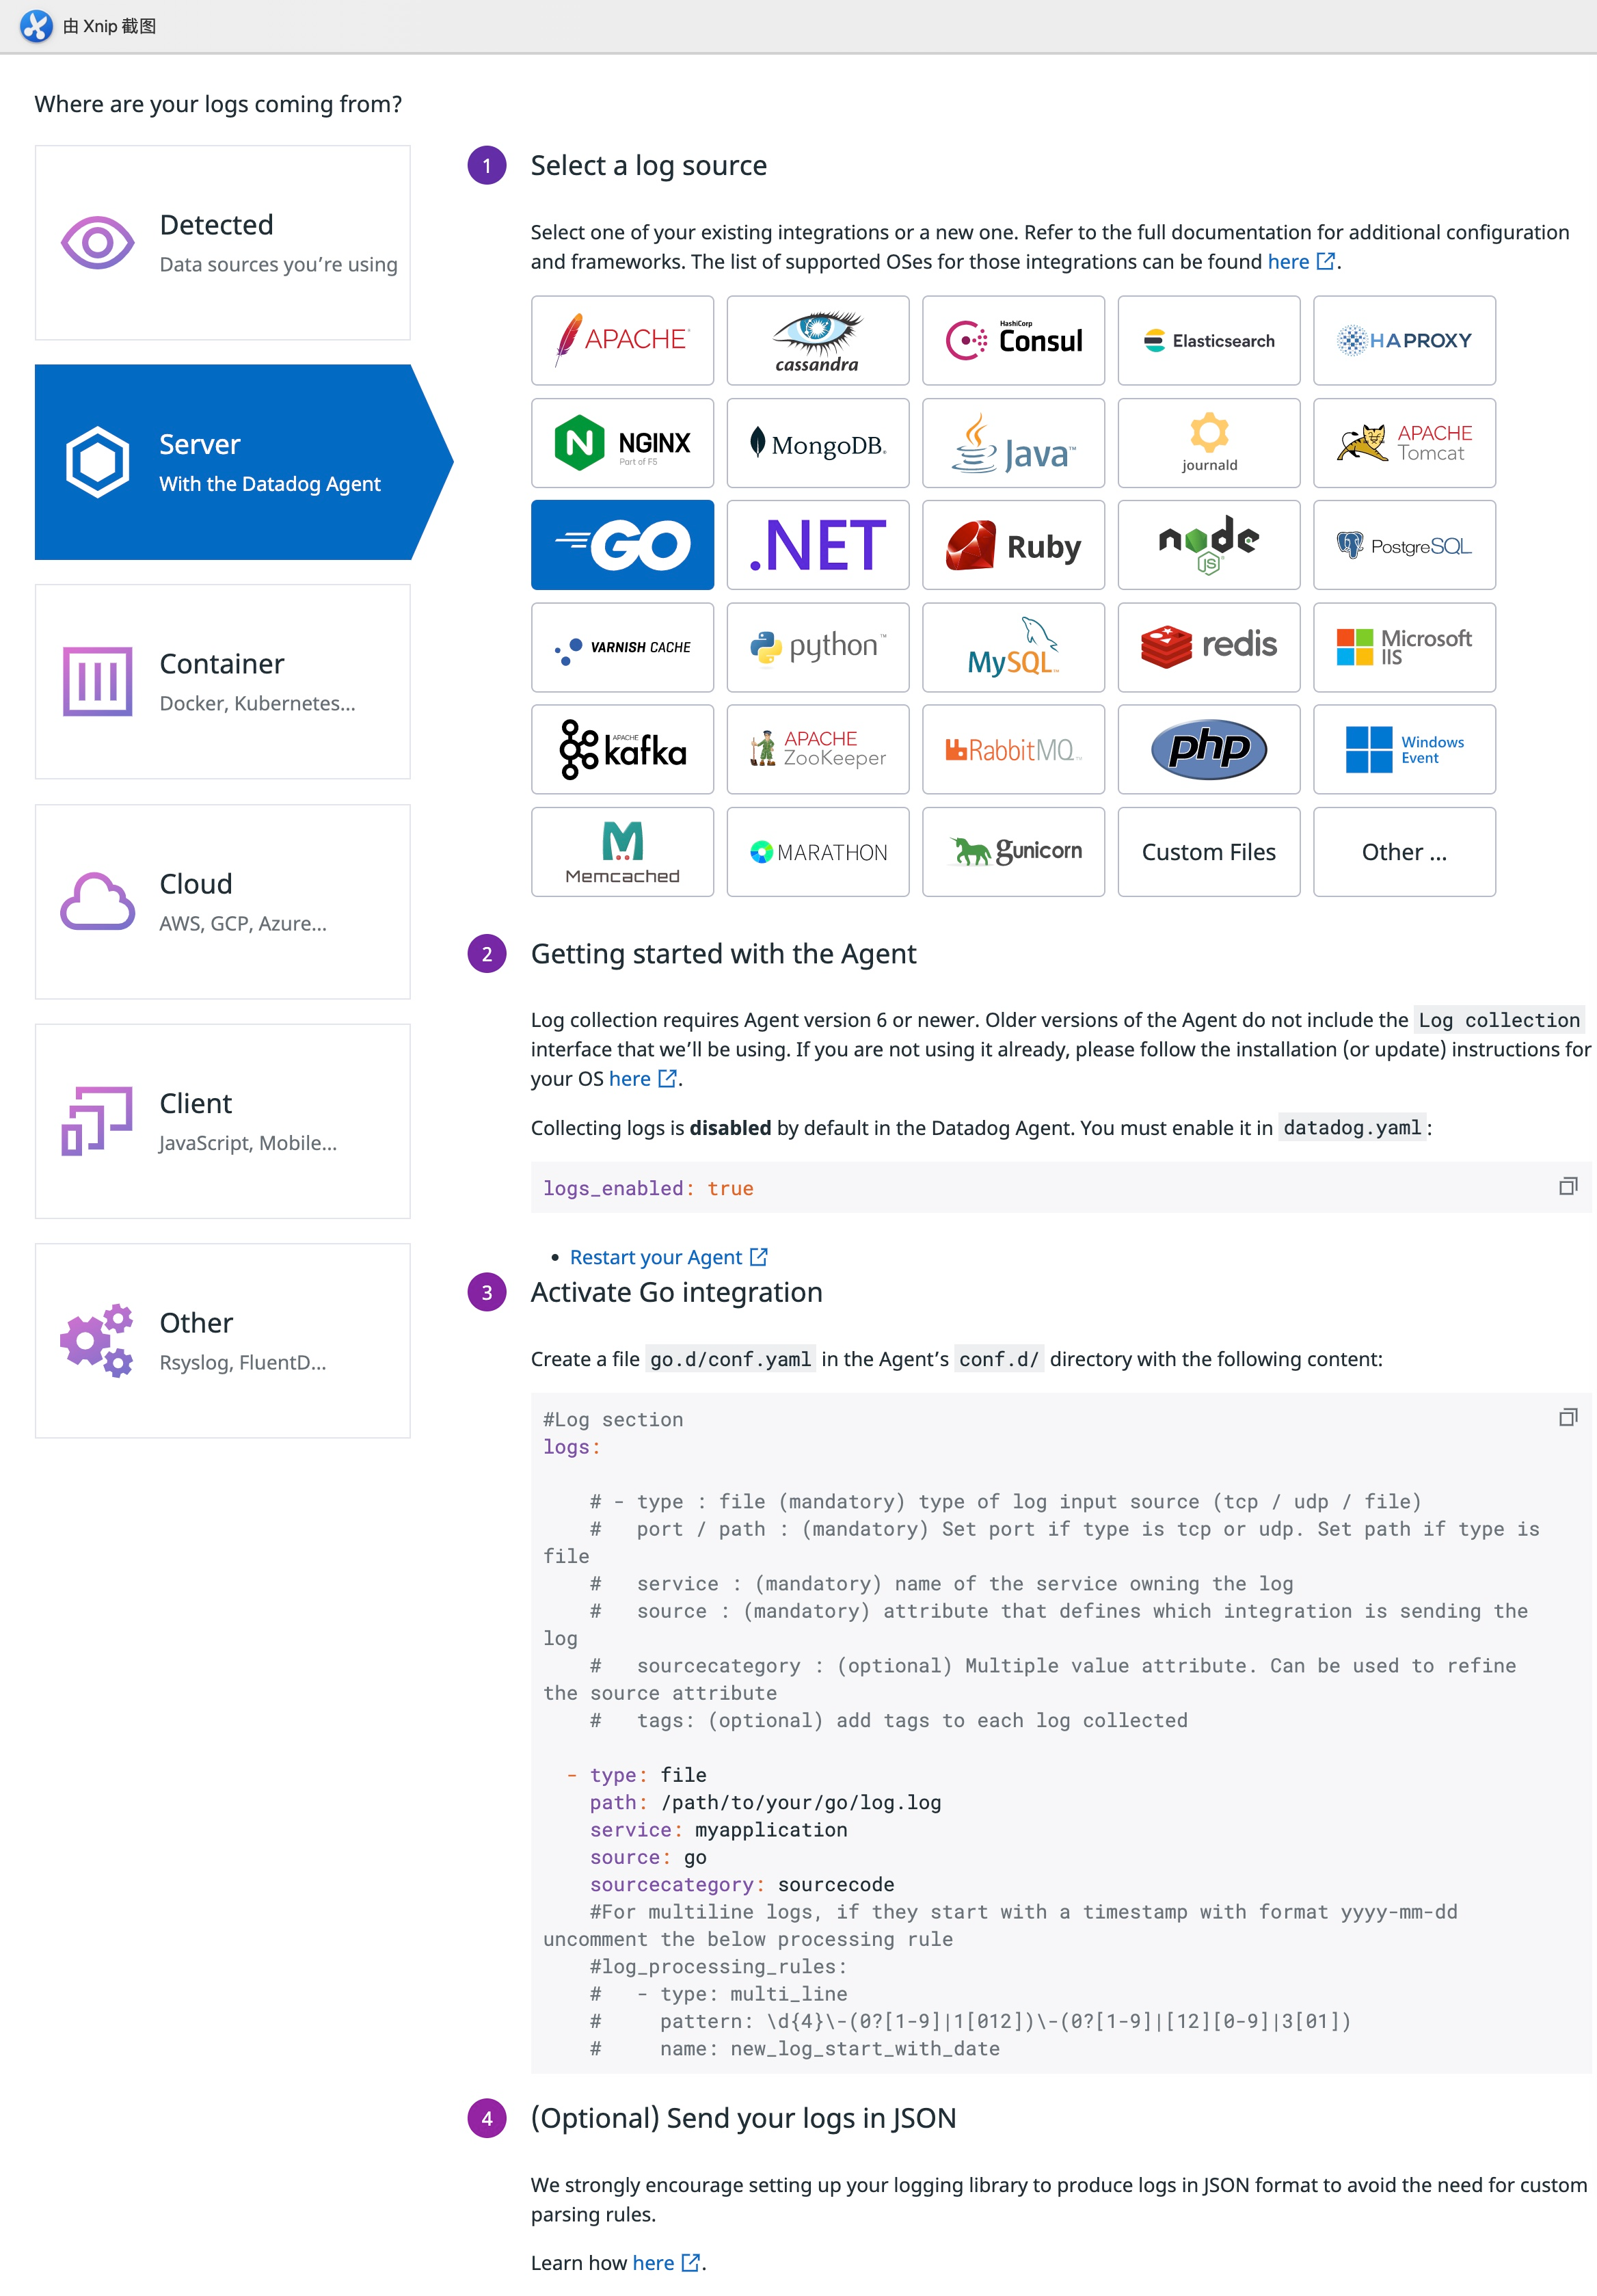 由 Xnip 截图
Where are your logs coming from?
Detected
Data sources you’re using
Server
With the Datadog Agent
Container
Docker, Kubernetes...
Cloud
AWS, GCP, Azure...
Client
JavaScript, Mobile...
Other
Rsyslog, FluentD...
1
Select a log source
Select one of your existing integrations or a new one. Refer to the full documentation for additional configuration
and frameworks. The list of supported OSes for those integrations can be found here.
APACHE
cassandra
HashiCorp
Consul
Elasticsearch
HAPROXY
N NGINX
Part of F5
MongoDB.
Java™
journald
APACHE
Tomcat
GO
.NET
Ruby
node
JS
PostgreSQL
VARNISH CACHE
python™
MySQL™
redis
Microsoft
IIS
APACHE
kafka
APACHE
ZooKeeper
RabbitMQ
php
Windows
Event
Memcached
MARATHON
gunicorn
Custom Files
Other ...
2
Getting started with the Agent
Log collection requires Agent version 6 or newer. Older versions of the Agent do not include the Log collection
interface that we’ll be using. If you are not using it already, please follow the installation (or update) instructions for
your OS here.
Collecting logs is disabled by default in the Datadog Agent. You must enable it in datadog.yaml:
logs_enabled: true
• Restart your Agent
3
Activate Go integration
Create a file go.d/conf.yaml in the Agent’s conf.d/ directory with the following content:
#Log section
logs:
# - type : file (mandatory) type of log input source (tcp / udp / file)
#   port / path : (mandatory) Set port if type is tcp or udp. Set path if type is
file
#   service : (mandatory) name of the service owning the log
#   source : (mandatory) attribute that defines which integration is sending the
log
#   sourcecategory : (optional) Multiple value attribute. Can be used to refine
the source attribute
#   tags: (optional) add tags to each log collected
- type: file
path: /path/to/your/go/log.log
service: myapplication
source: go
sourcecategory: sourcecode
#For multiline logs, if they start with a timestamp with format yyyy-mm-dd
uncomment the below processing rule
#log_processing_rules:
#   - type: multi_line
#     pattern: \d{4}\-(0?[1-9]|1[012])\-(0?[1-9]|[12][0-9]|3[01])
#     name: new_log_start_with_date
4
(Optional) Send your logs in JSON
We strongly encourage setting up your logging library to produce logs in JSON format to avoid the need for custom
parsing rules.
Learn how here.